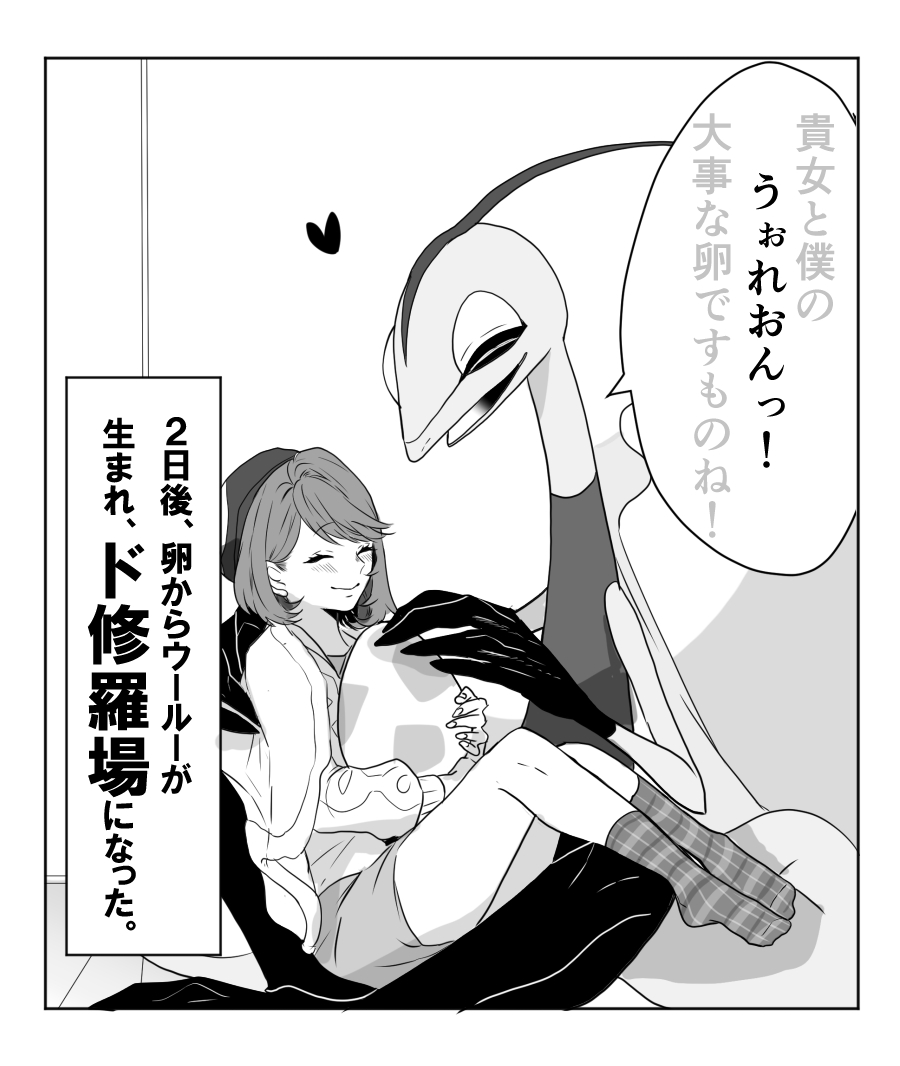 貴女と僕の
うぉれおんっ！
大事な卵ですものね！
２日後、卵からウールーが
生まれ、ド修羅場になった。